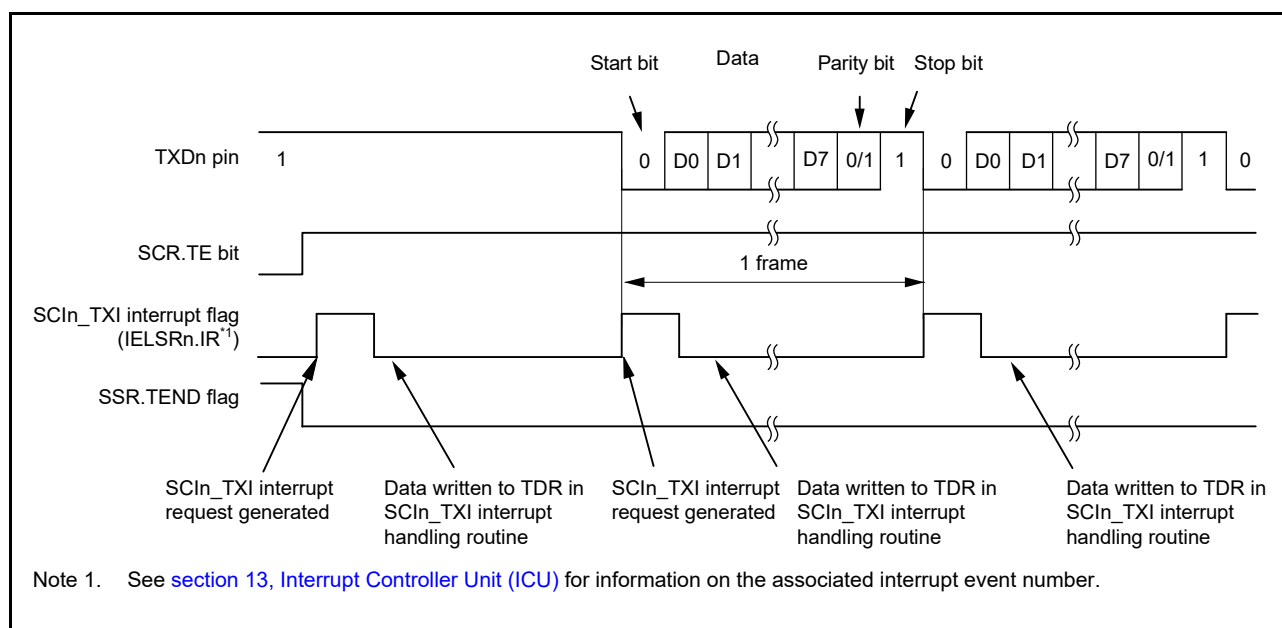 Start bit Data Parity bit Stop bit
TXDn pin 1 0 D0 D1 D7 0/1 1 0 D0 D1 D7 0/1 1 0
SCR.TE bit
1 frame
SCIn_TXI interrupt flag
(IELSRn.IR*1)
SSR.TEND flag
SCIn_TXI interrupt
request generated
Data written to TDR in
SCIn_TXI interrupt
handling routine
SCIn_TXI interrupt
request generated
Data written to TDR in
SCIn_TXI interrupt
handling routine
Data written to TDR in
SCIn_TXI interrupt
handling routine
Note 1. See section 13, Interrupt Controller Unit (ICU) for information on the associated interrupt event number.